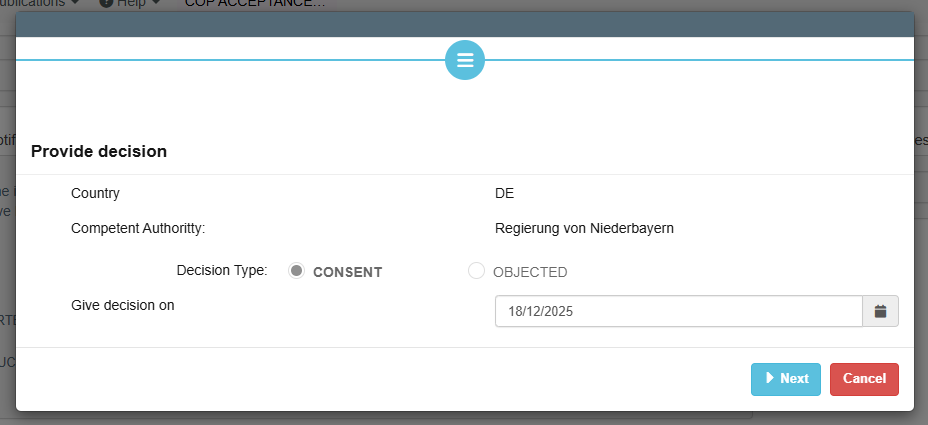 Help
COP ACCEPTANCE...
Provide decision
Country DE
Competent Authoritty: Regierung von Niederbayern
Decision Type: CONSENT OBJECTED
Give decision on 18/12/2025
Next Cancel